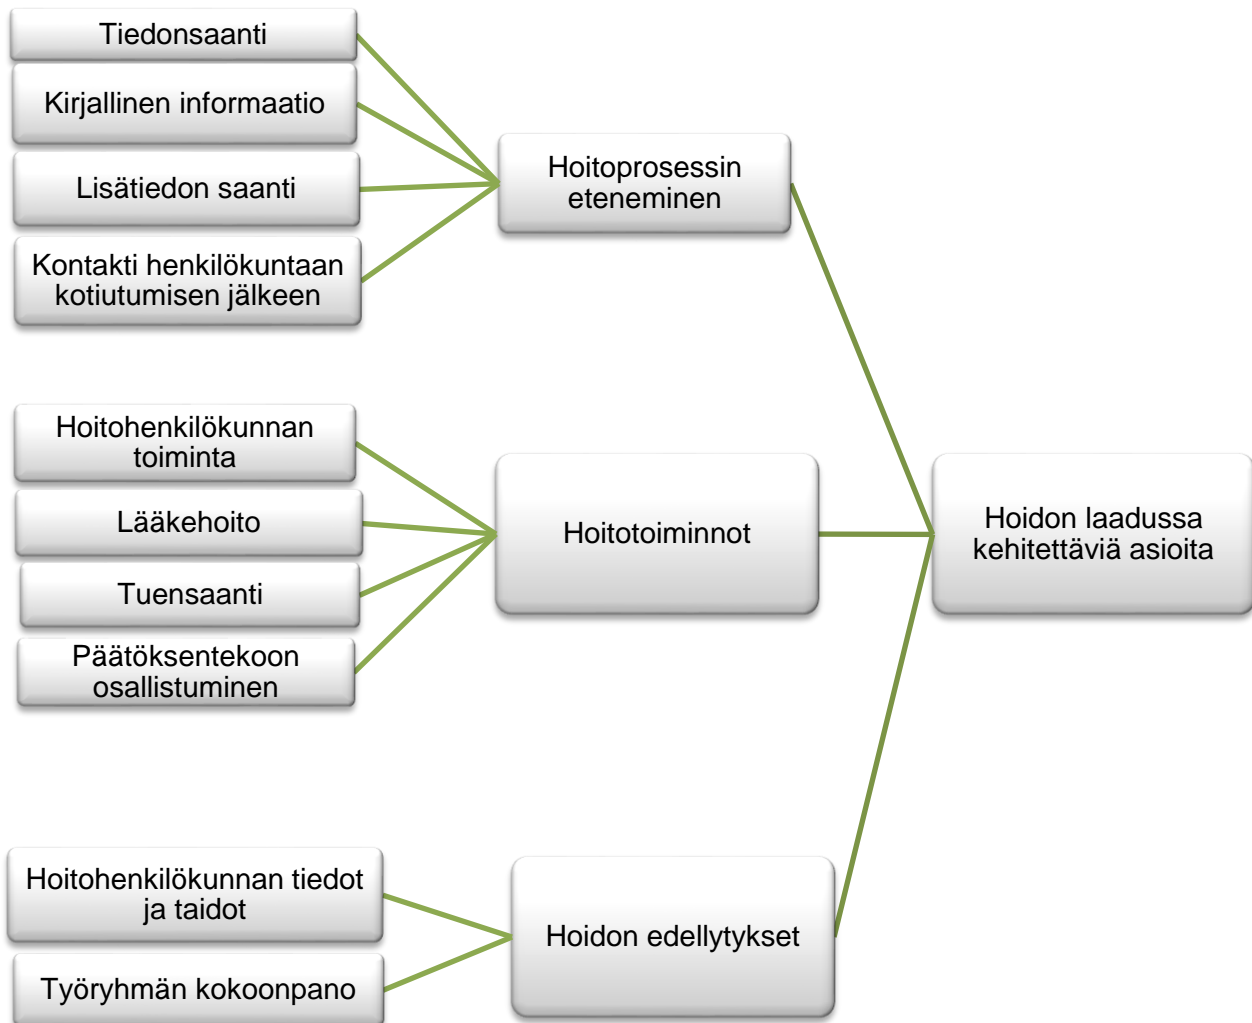 Tiedonsaanti
Kirjallinen informaatio
Lisätiedon saanti
Kontakti henkilökuntaan
kotiutumisen jälkeen
Hoitoprosessin
eteneminen
Hoitohenkilökunnan
toiminta
Lääkehoito
Tuensaanti
Päätöksentekoon
osallistuminen
Hoitotoiminnot
Hoidon laadussa
kehitettäviä asioita
Hoitohenkilökunnan tiedot
ja taidot
Työryhmän kokoonpano
Hoidon edellytykset